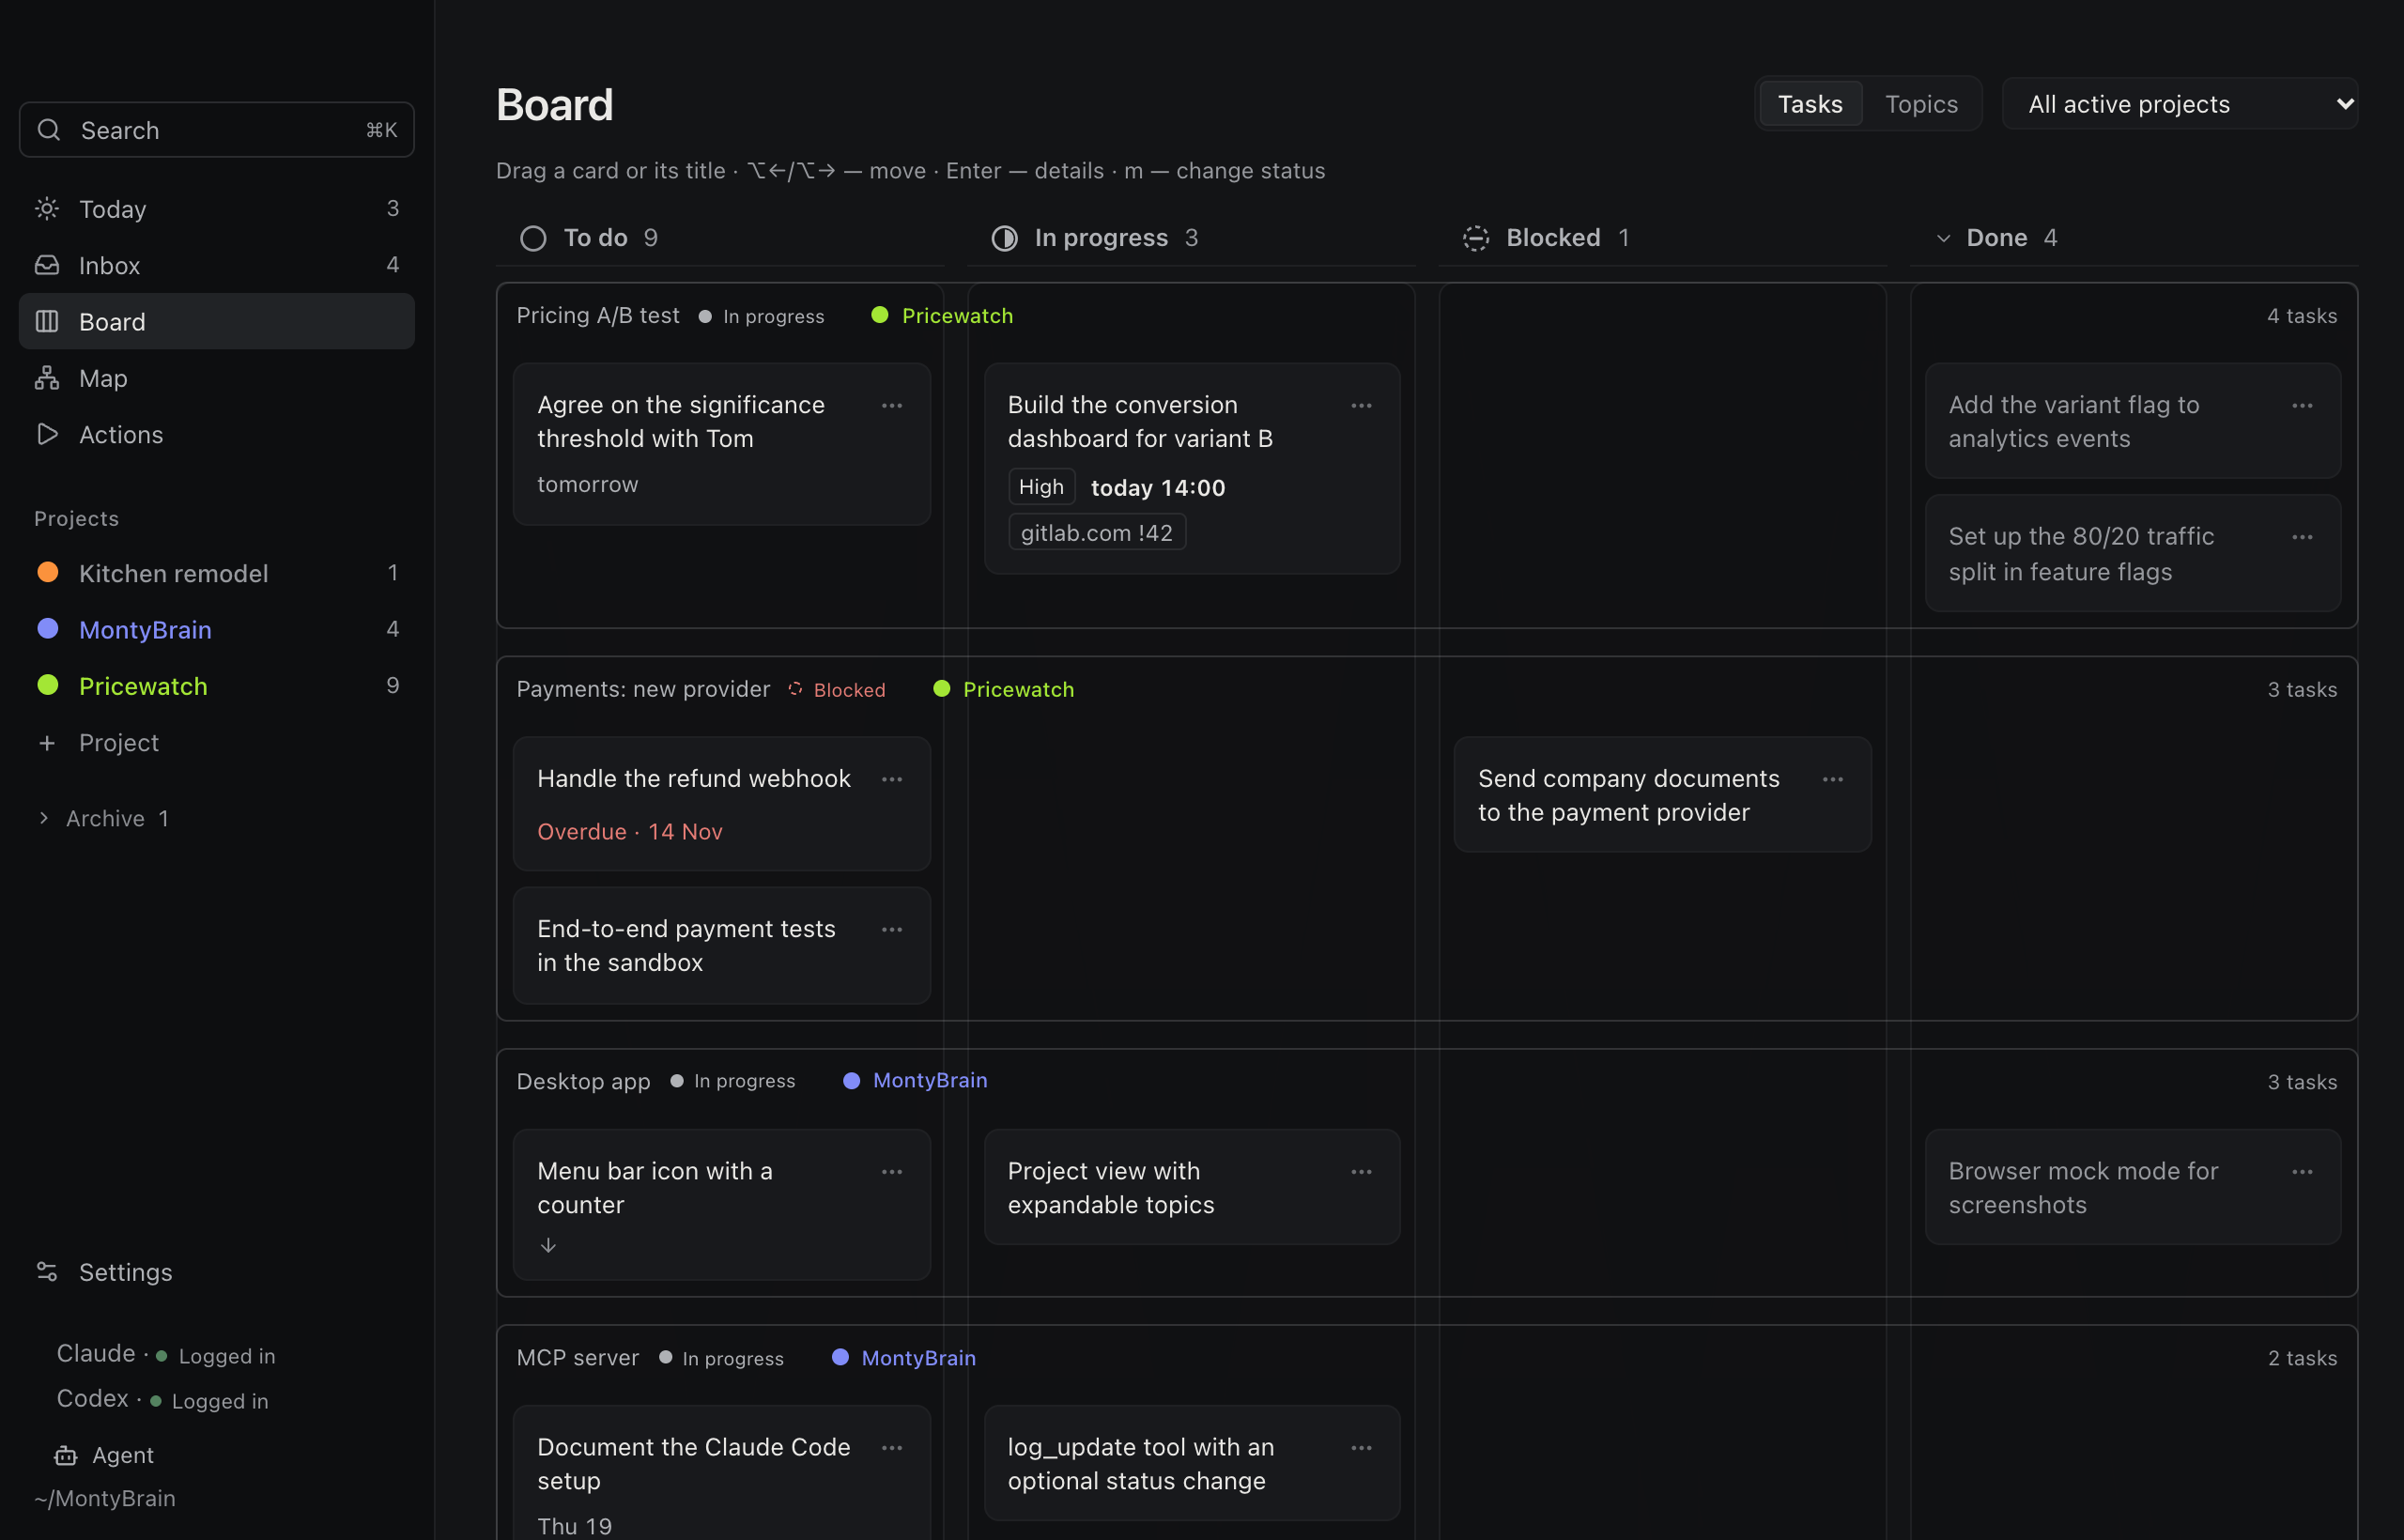 Search ⌘K
Today 3
Inbox 4
Board
Map
Actions
Projects
Kitchen remodel 1
MontyBrain 4
Pricewatch 9
+ Project
Archive 1
Settings
Claude · Logged in
Codex · Logged in
Agent
~/MontyBrain
Board
Tasks Topics All active projects
Drag a card or its title · ⌥←/⌥→ — move · Enter — details · m — change status
To do 9
In progress 3
Blocked 1
Done 4
Pricing A/B test In progress Pricewatch 4 tasks
Agree on the significance
threshold with Tom
tomorrow
Build the conversion
dashboard for variant B
High today 14:00
gitlab.com !42
Add the variant flag to
analytics events
Set up the 80/20 traffic
split in feature flags
Payments: new provider Blocked Pricewatch 3 tasks
Handle the refund webhook
Overdue · 14 Nov
End-to-end payment tests
in the sandbox
Send company documents
to the payment provider
Desktop app In progress MontyBrain 3 tasks
Menu bar icon with a
counter
↓
Project view with
expandable topics
Browser mock mode for
screenshots
MCP server In progress MontyBrain 2 tasks
Document the Claude Code
setup
Thu 19
log_update tool with an
optional status change